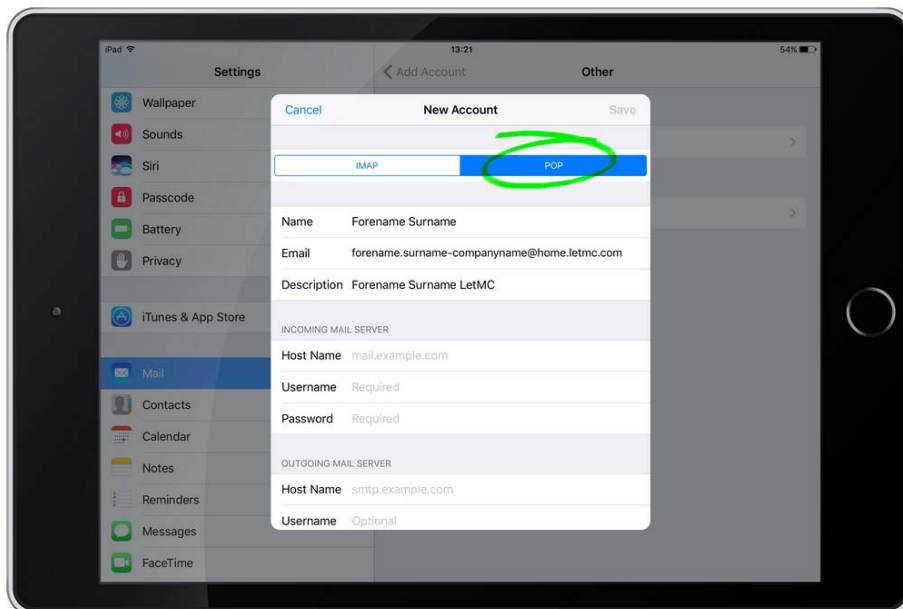 iPad 13:21 54%
Settings < Add Account Other
Wallpaper
Sounds
Siri
Passcode
Battery
Privacy
iTunes & App Store
Mail
Contacts
Calendar
Notes
Reminders
Messages
FaceTime
Cancel New Account Save
IMAP POP
Name Forename Surname
Email forename.surname-companyname@home.letmc.com
Description Forename Surname LetMC
INCOMING MAIL SERVER
Host Name mail.example.com
Username Required
Password Required
OUTGOING MAIL SERVER
Host Name smtp.example.com
Username Optional